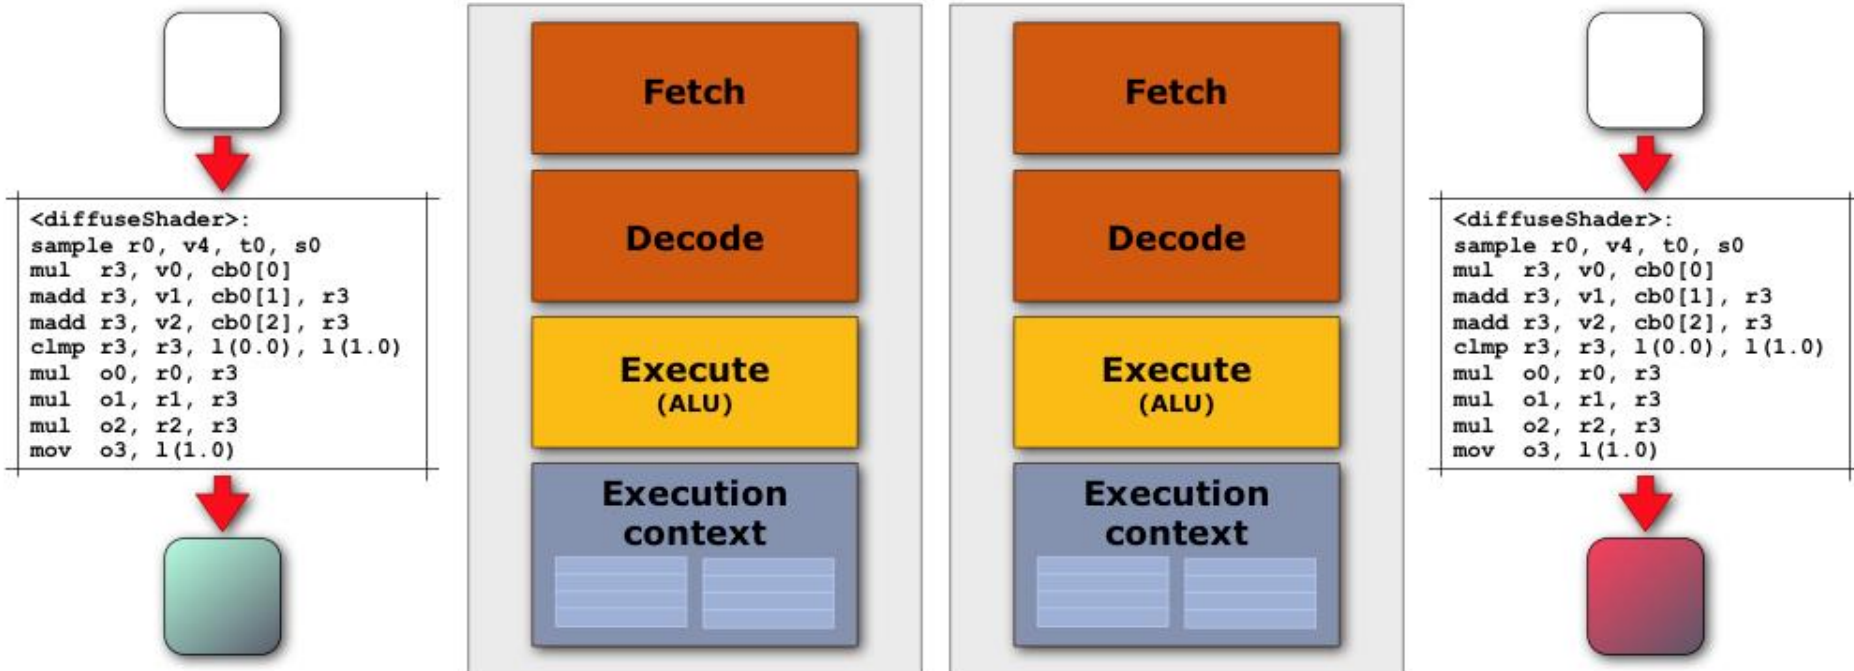 <diffuseShader>:
sample r0, v4, t0, s0
mul  r3, v0, cb0[0]
madd r3, v1, cb0[1], r3
madd r3, v2, cb0[2], r3
clmp r3, r3, l(0.0), l(1.0)
mul  o0, r0, r3
mul  o1, r1, r3
mul  o2, r2, r3
mov  o3, l(1.0)
Fetch
Decode
Execute
(ALU)
Execution
context
Fetch
Decode
Execute
(ALU)
Execution
context
<diffuseShader>:
sample r0, v4, t0, s0
mul  r3, v0, cb0[0]
madd r3, v1, cb0[1], r3
madd r3, v2, cb0[2], r3
clmp r3, r3, l(0.0), l(1.0)
mul  o0, r0, r3
mul  o1, r1, r3
mul  o2, r2, r3
mov  o3, l(1.0)